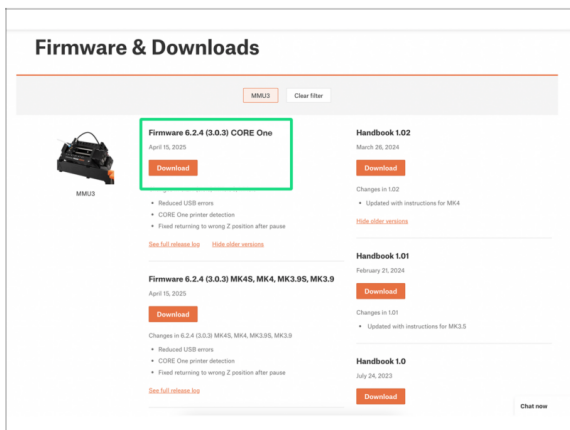 Firmware & Downloads
MMU3
Clear filter
MMU3
Firmware 6.2.4 (3.0.3) CORE One
April 15, 2025
Download
Reduced USB errors
CORE One printer detection
Fixed returning to wrong Z position after pause
See full release log
Hide older versions
Firmware 6.2.4 (3.0.3) MK4S, MK4, MK3.9S, MK3.9
April 15, 2025
Download
Changes in 6.2.4 (3.0.3) MK4S, MK4, MK3.9S, MK3.9
Reduced USB errors
CORE One printer detection
Fixed returning to wrong Z position after pause
See full release log
Handbook 1.02
March 26, 2024
Download
Changes in 1.02
Updated with instructions for MK4
Hide older versions
Handbook 1.01
February 21, 2024
Download
Changes in 1.01
Updated with instructions for MK3.5
Handbook 1.0
July 24, 2023
Download
Chat now